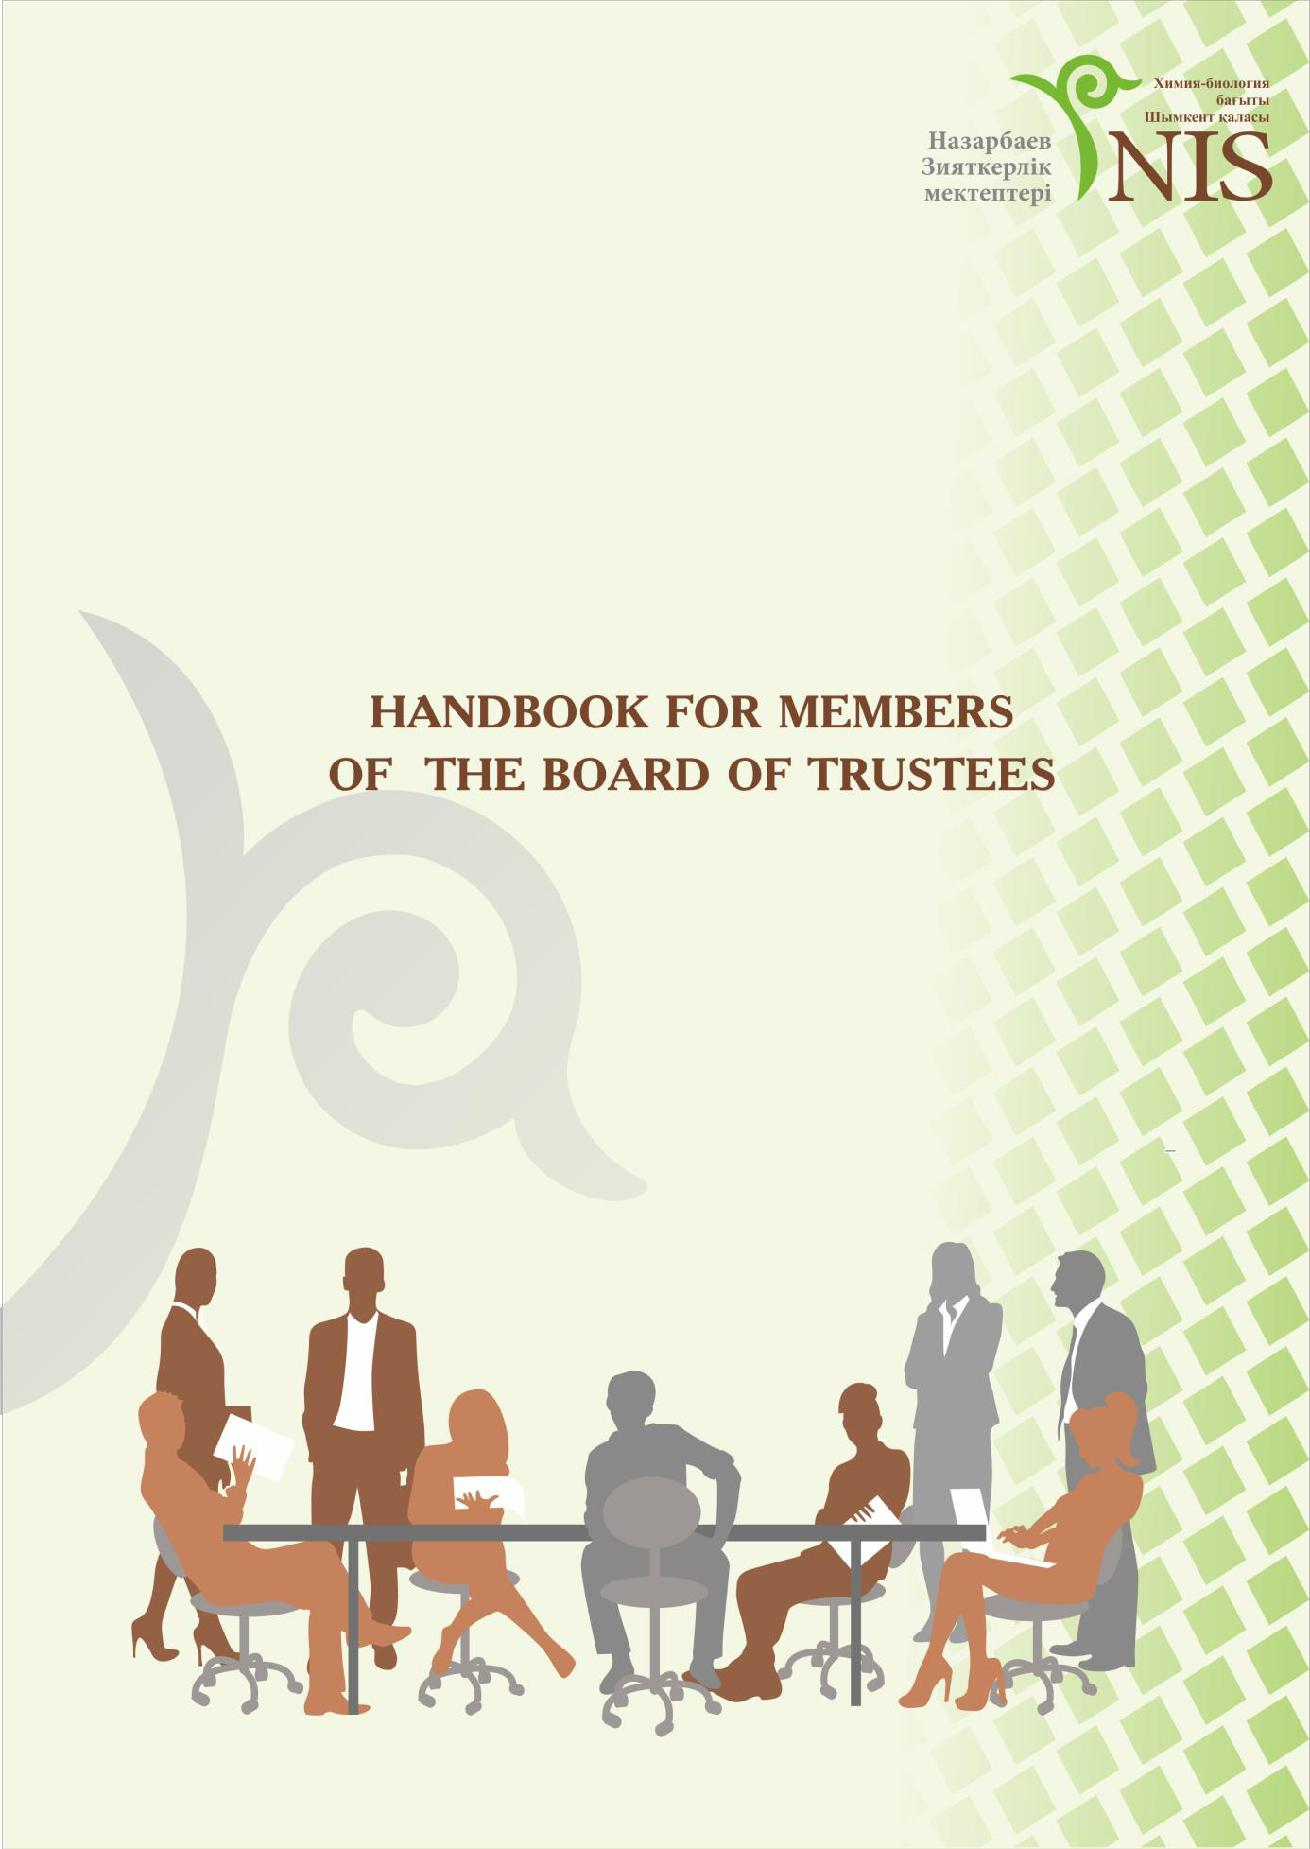 Химия-биология
бағыты
Шымкент қаласы
Назарбаев
Зияткерлік
мектептері
NIS
HANDBOOK FOR MEMBERS
OF THE BOARD OF TRUSTEES